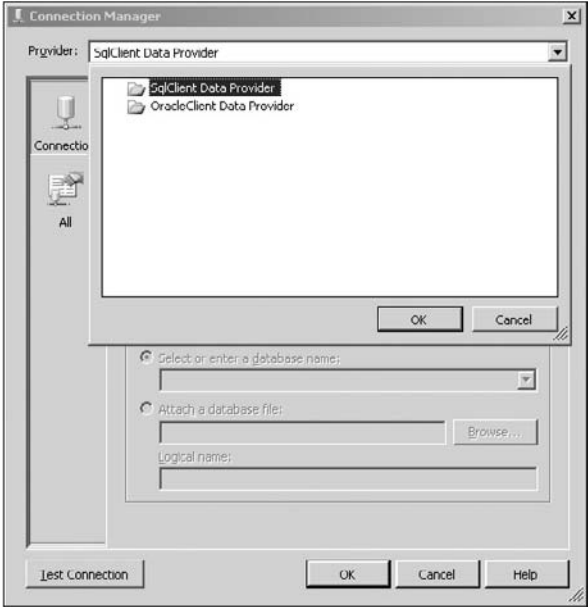 Connection Manager
Provider: SqlClient Data Provider
SqlClient Data Provider
OracleClient Data Provider
Connectio
All
OK Cancel
Select or enter a database name:
Attach a database file:
Browse...
Logical name:
Test Connection OK Cancel Help